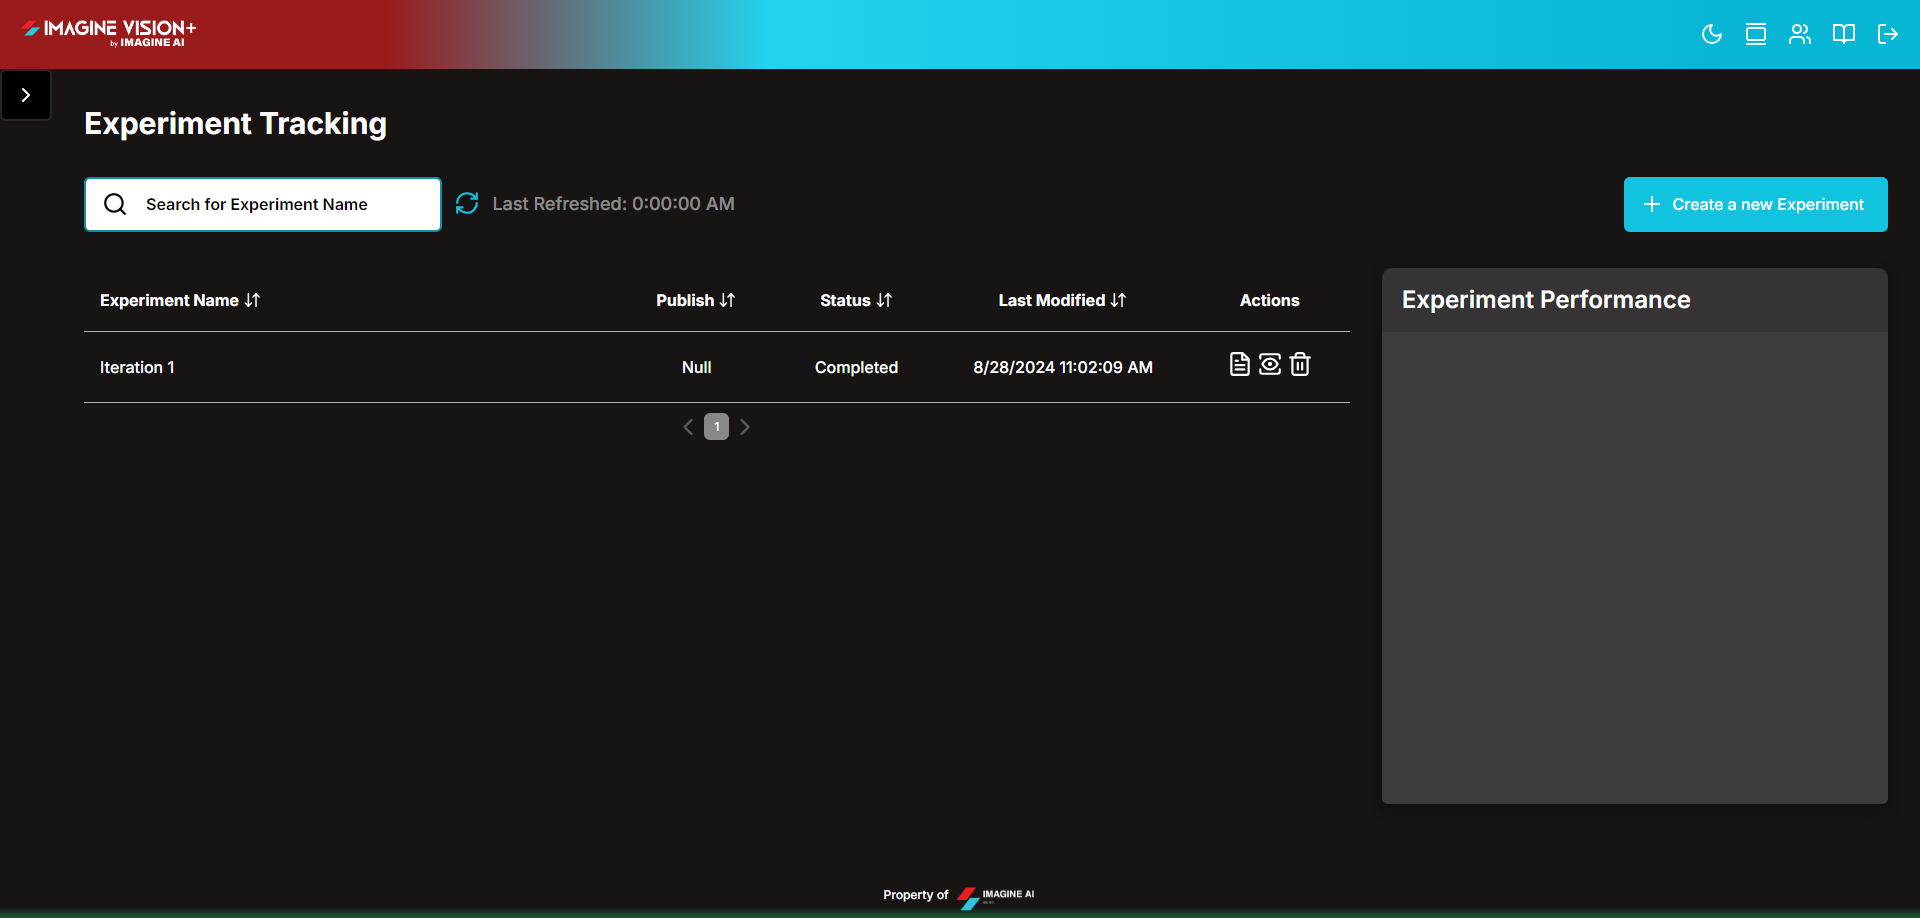 IMAGINE VISION+
by IMAGINE AI
Experiment Tracking
Search for Experiment Name
Last Refreshed: 0:00:00 AM
Create a new Experiment
Experiment Name Publish Status Last Modified Actions
Iteration 1 Null Completed 8/28/2024 11:02:09 AM
1
Experiment Performance
Property of IMAGINE AI